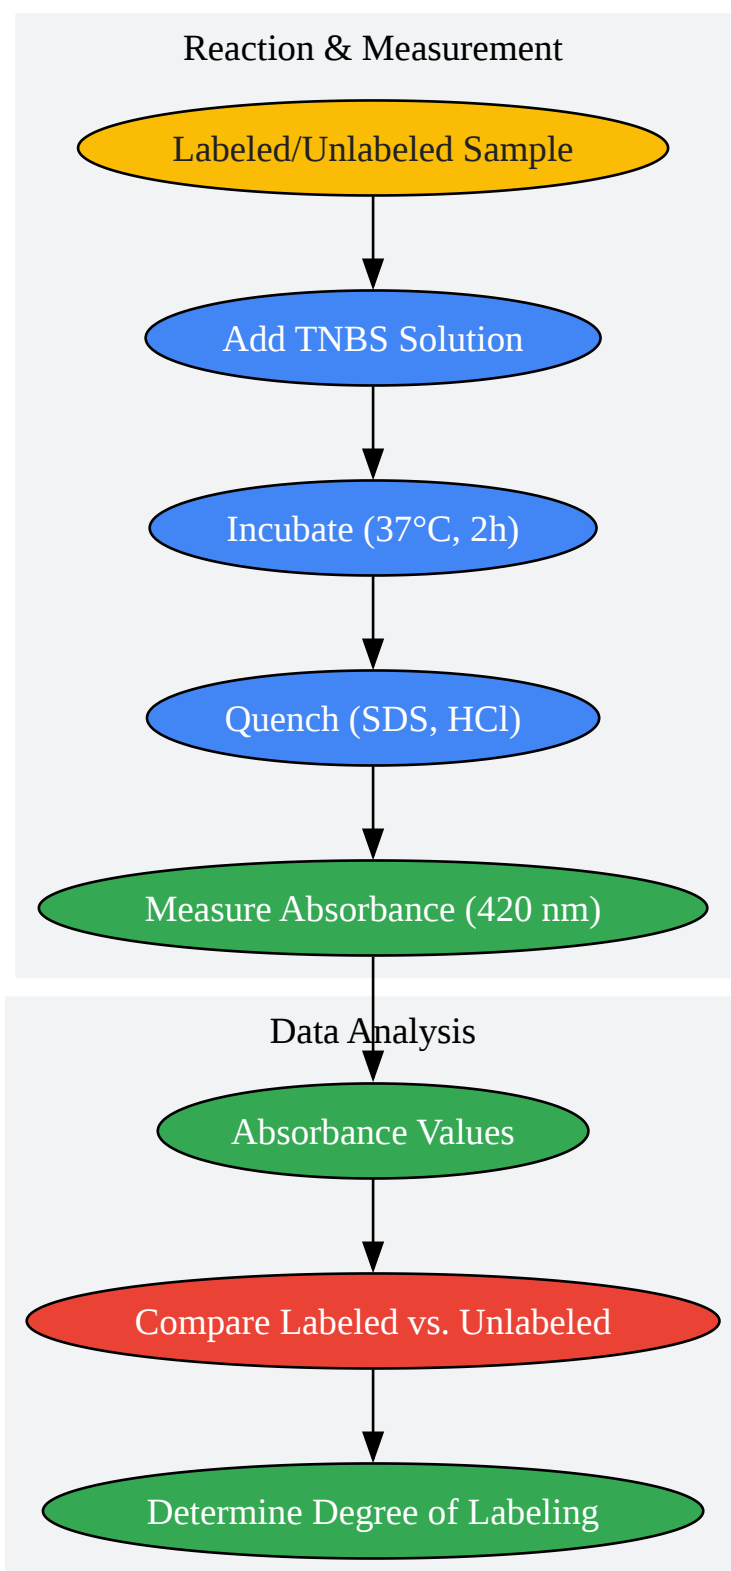 Reaction & Measurement
Labeled/Unlabeled Sample
Add TNBS Solution
Incubate (37°C, 2h)
Quench (SDS, HCl)
Measure Absorbance (420 nm)
Data Analysis
Absorbance Values
Compare Labeled vs. Unlabeled
Determine Degree of Labeling